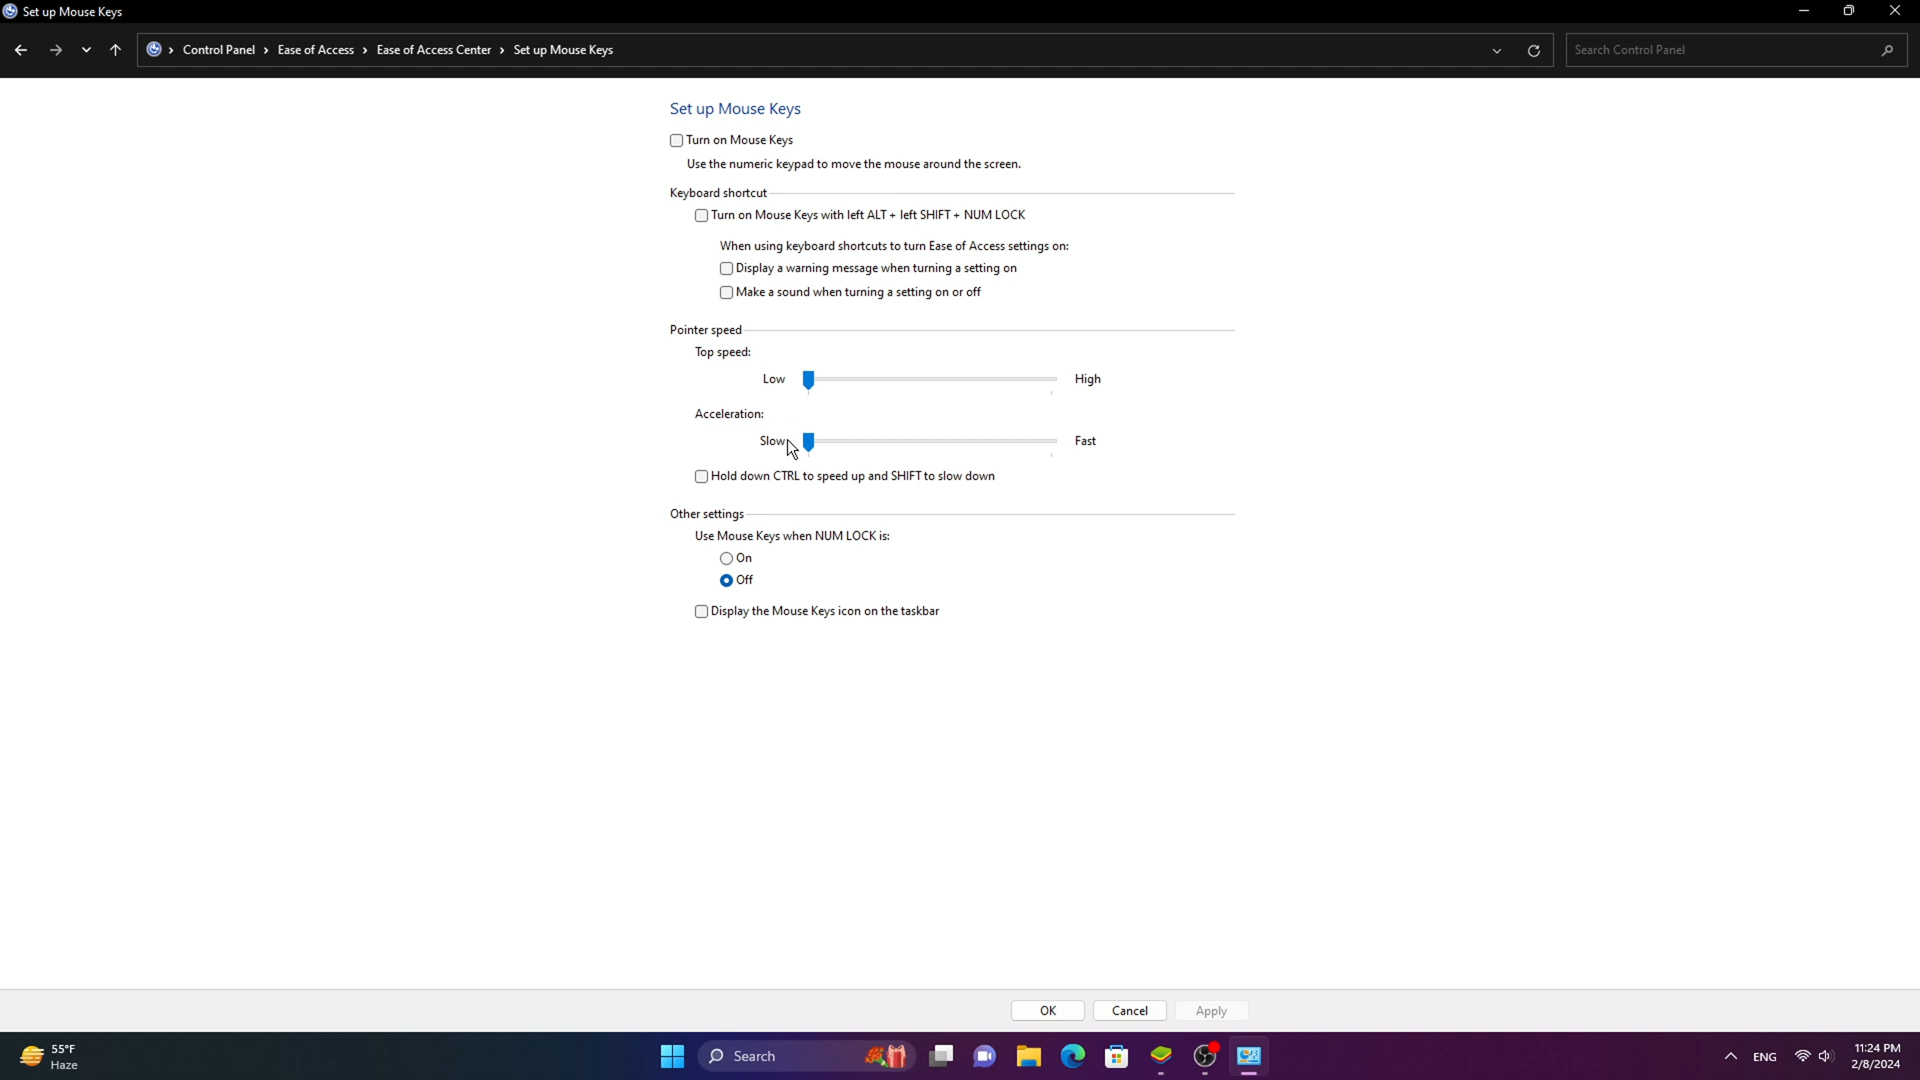 Set up Mouse Keys
Control Panel > Ease of Access > Ease of Access Center > Set up Mouse Keys
Search Control Panel
Set up Mouse Keys
Turn on Mouse Keys
Use the numeric keypad to move the mouse around the screen.
Keyboard shortcut
Turn on Mouse Keys with left ALT + left SHIFT + NUM LOCK
When using keyboard shortcuts to turn Ease of Access settings on:
Display a warning message when turning a setting on
Make a sound when turning a setting on or off
Pointer speed
Top speed:
Low High
Acceleration:
Slow Fast
Hold down CTRL to speed up and SHIFT to slow down
Other settings
Use Mouse Keys when NUM LOCK is:
On
Off
Display the Mouse Keys icon on the taskbar
OK Cancel Apply
55°F
Haze
Search
ENG
11:24 PM
2/8/2024